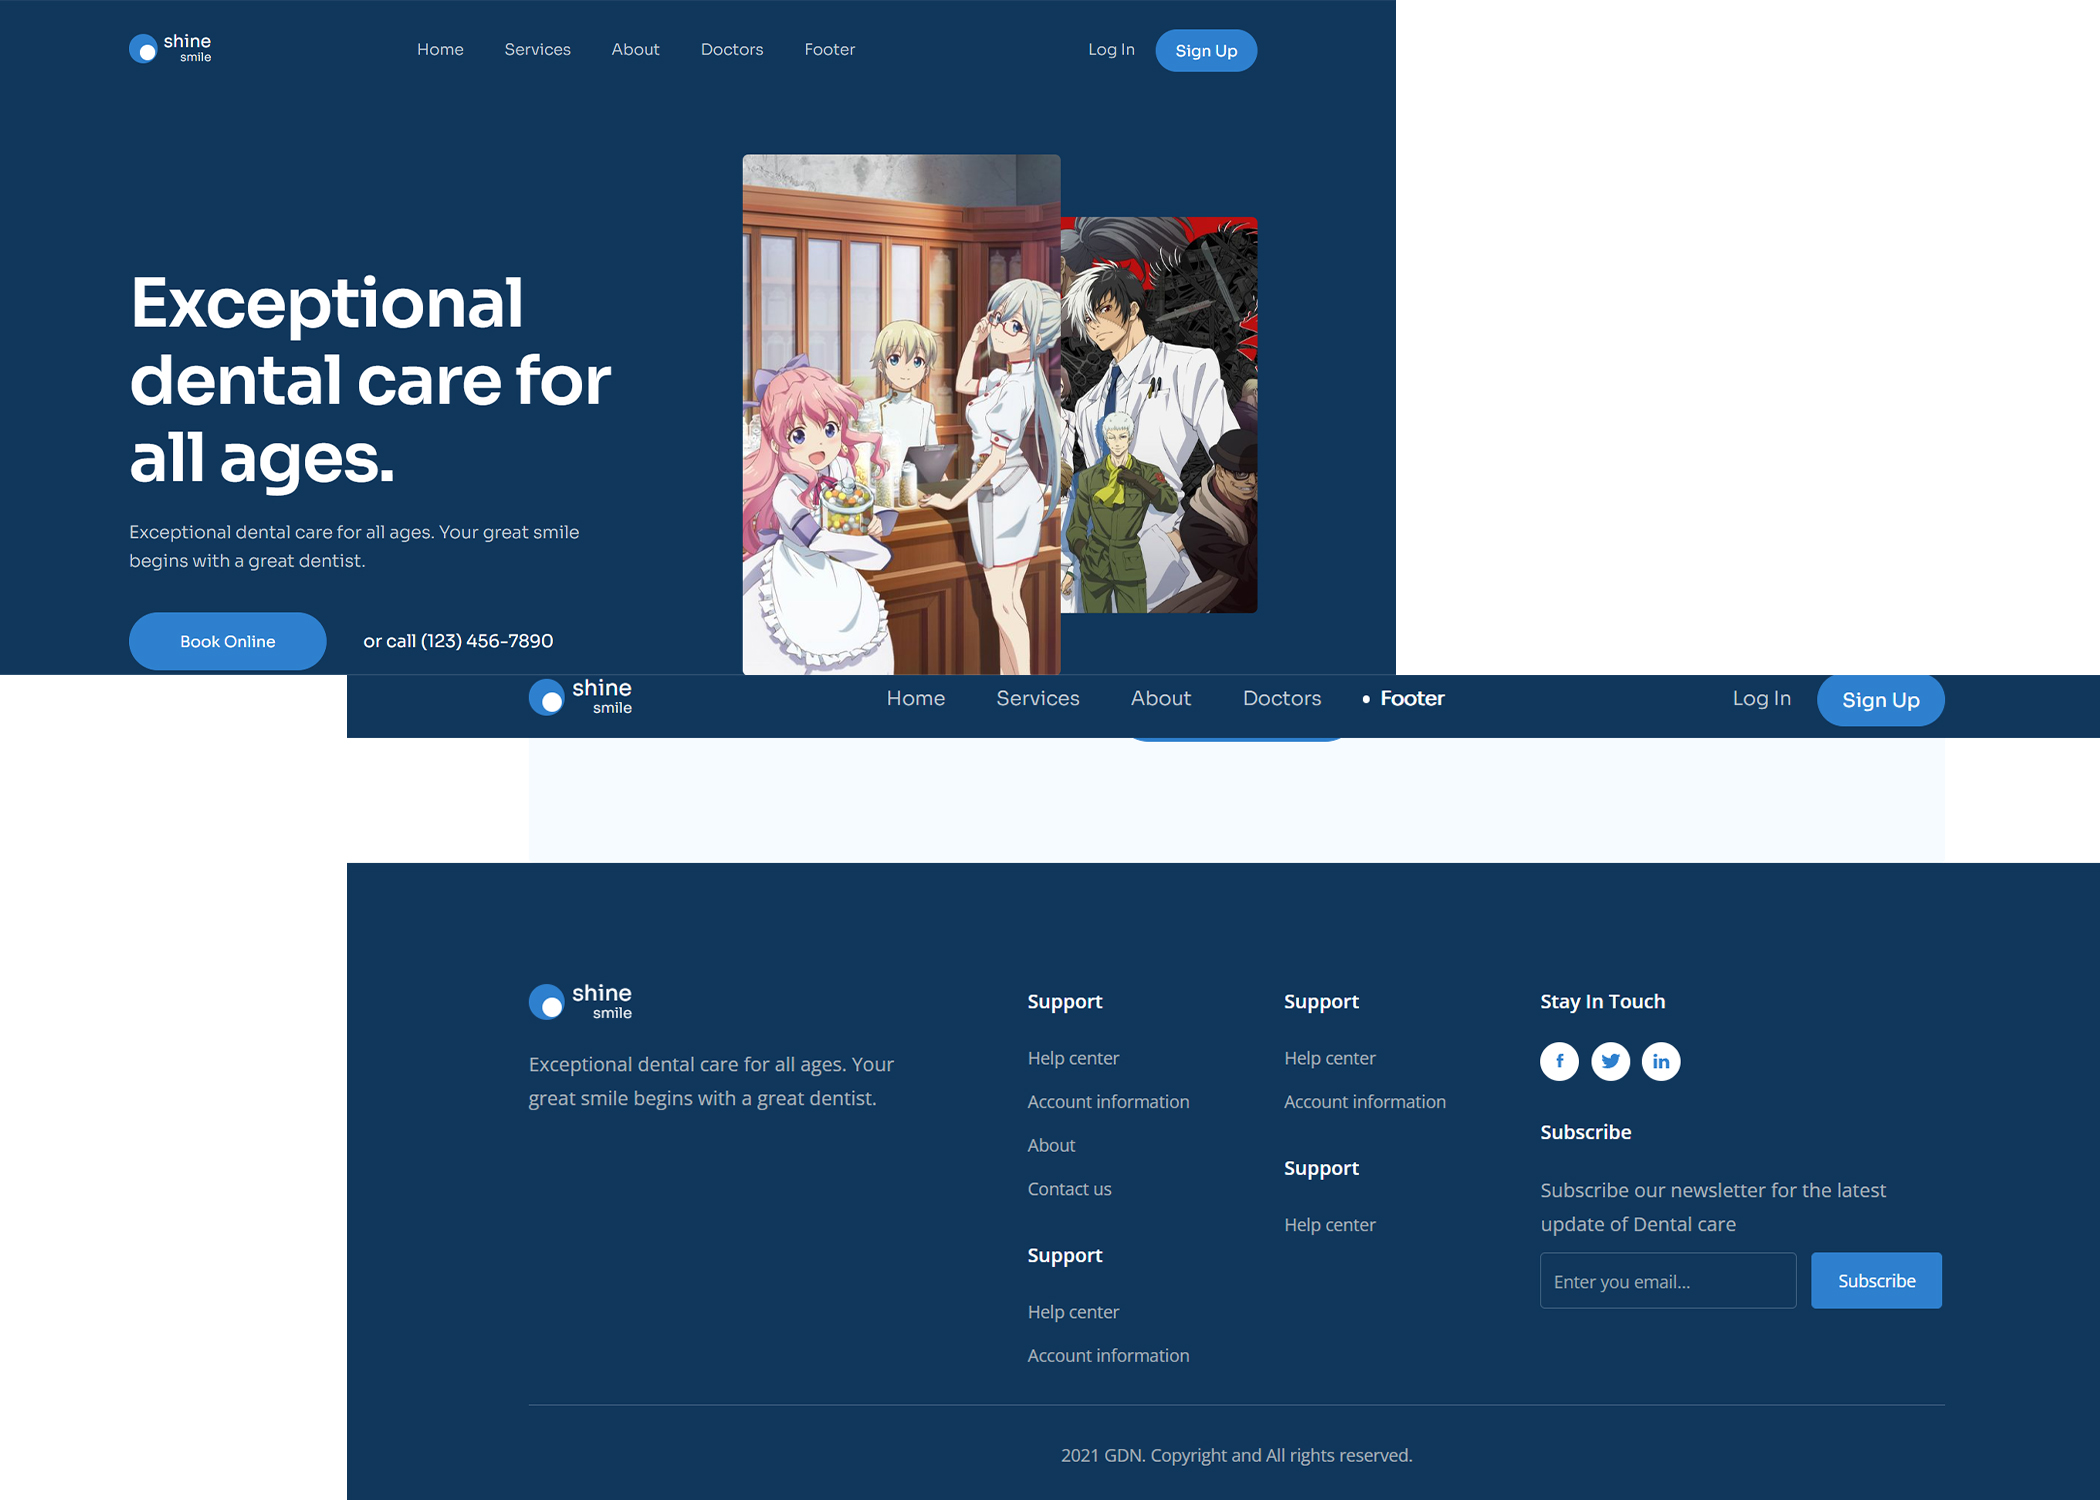 shine
smile
Home Services About Doctors Footer
Log In Sign Up
Exceptional
dental care for
all ages.
Exceptional dental care for all ages. Your great smile
begins with a great dentist.
Book Online
or call (123) 456-7890
shine
smile
Home Services About Doctors • Footer
Log In Sign Up
shine
smile
Exceptional dental care for all ages. Your
great smile begins with a great dentist.
Support
Help center
Account information
About
Contact us
Support
Help center
Account information
Support
Help center
Account information
Support
Help center
Stay In Touch
f in
Subscribe
Subscribe our newsletter for the latest
update of Dental care
Enter you email...
Subscribe
2021 GDN. Copyright and All rights reserved.